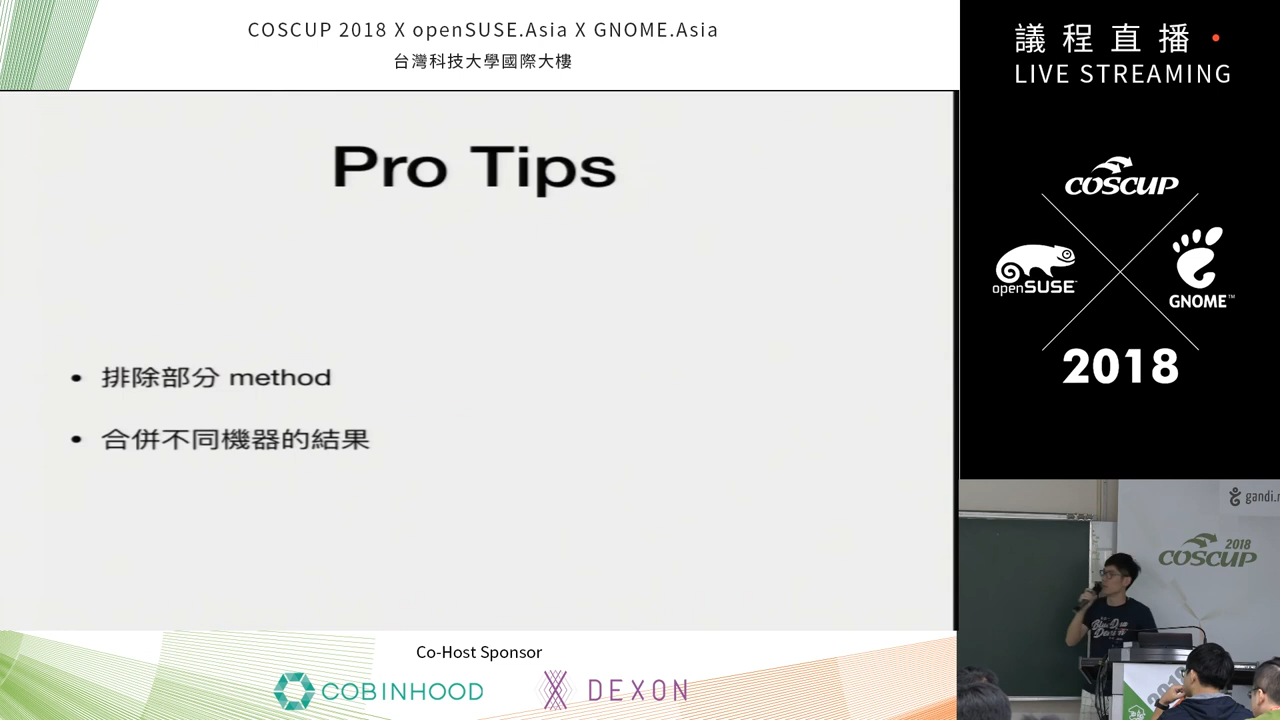 COSCUP 2018 X openSUSE.Asia X GNOME.Asia
台灣科技大學國際大樓
Pro Tips
• 排除部分 method
• 合併不同機器的結果
Co-Host Sponsor
COBINHOOD
DEXON
議程直播
LIVE STREAMING
COSCUP
openSUSE
GNOME™
2018
gandi.
2018
COSCUP